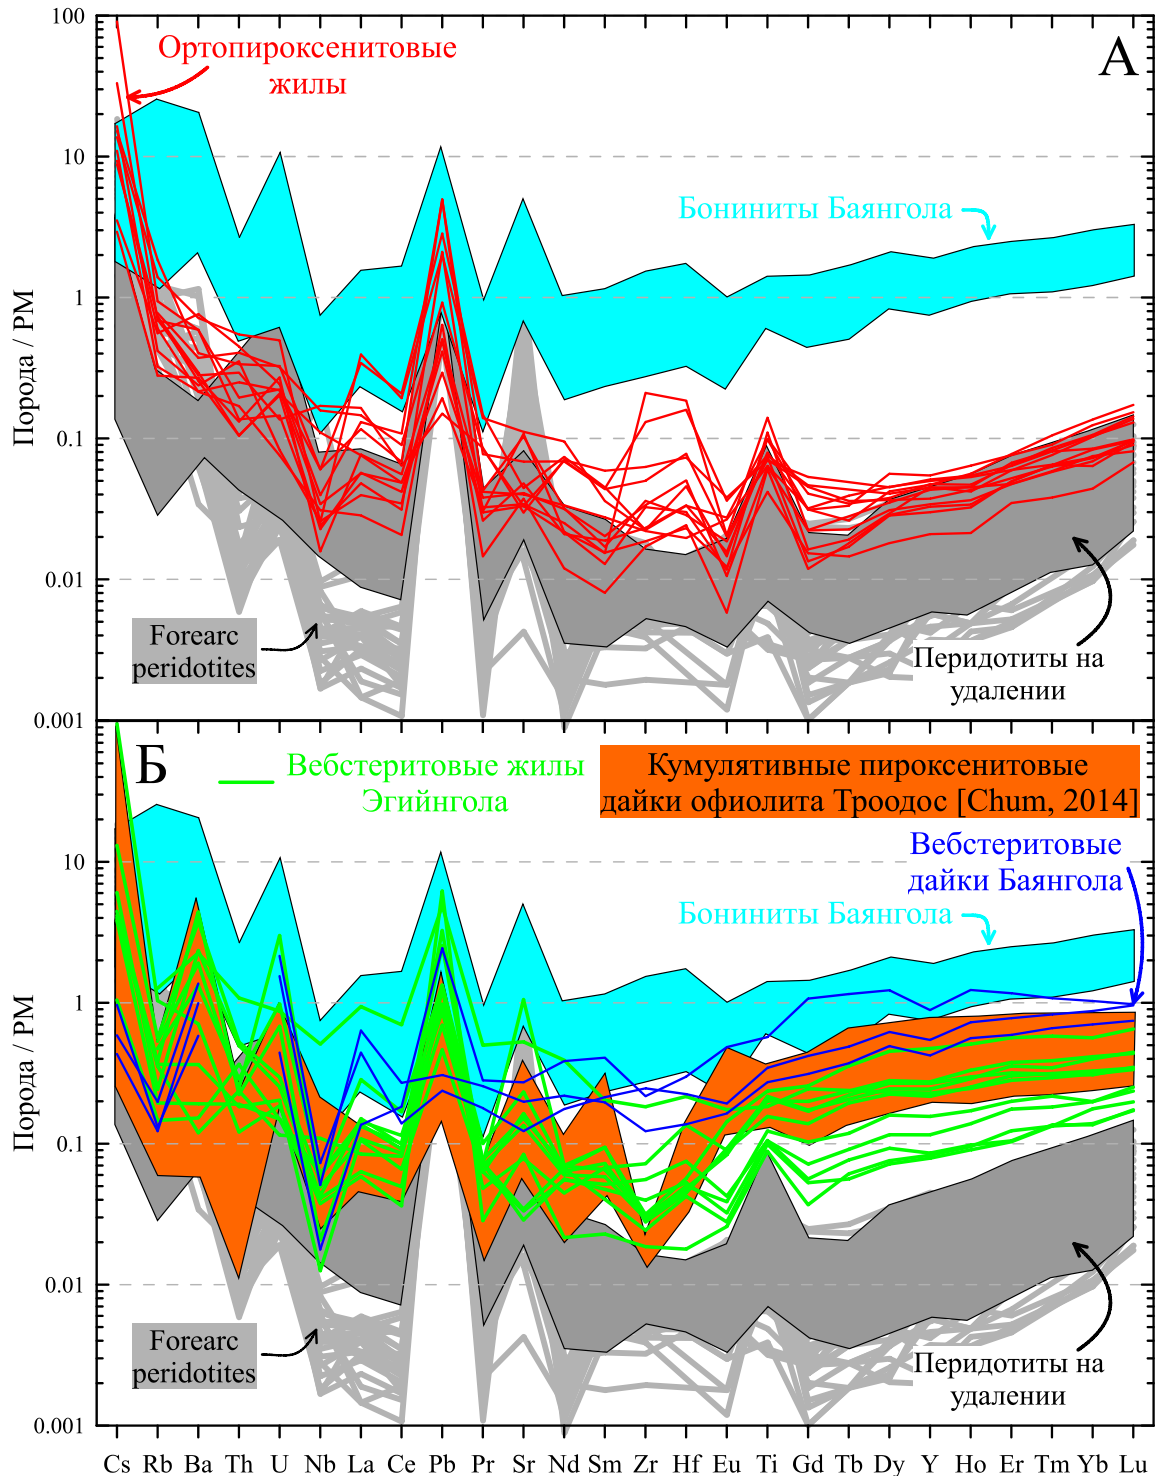 100
10
1
0.1
0.01
0.001
Порода / PM
А
Ортопироксенитовые
жилы
Бониниты Баянгола
Forearc
peridotites
Перидотиты на
удалении
10
1
0.1
0.01
0.001
Порода / PM
Б
Вебстеритовые жилы
Эгийнгола
Кумулятивные пироксенитовые
дайки офиолита Троодос [Chum, 2014]
Вебстеритовые
дайки Баянгола
Бониниты Баянгола
Forearc
peridotites
Перидотиты на
удалении
Cs Rb Ba Th U Nb La Ce Pb Pr Sr Nd Sm Zr Hf Eu Ti Gd Tb Dy Y Ho Er Tm Yb Lu